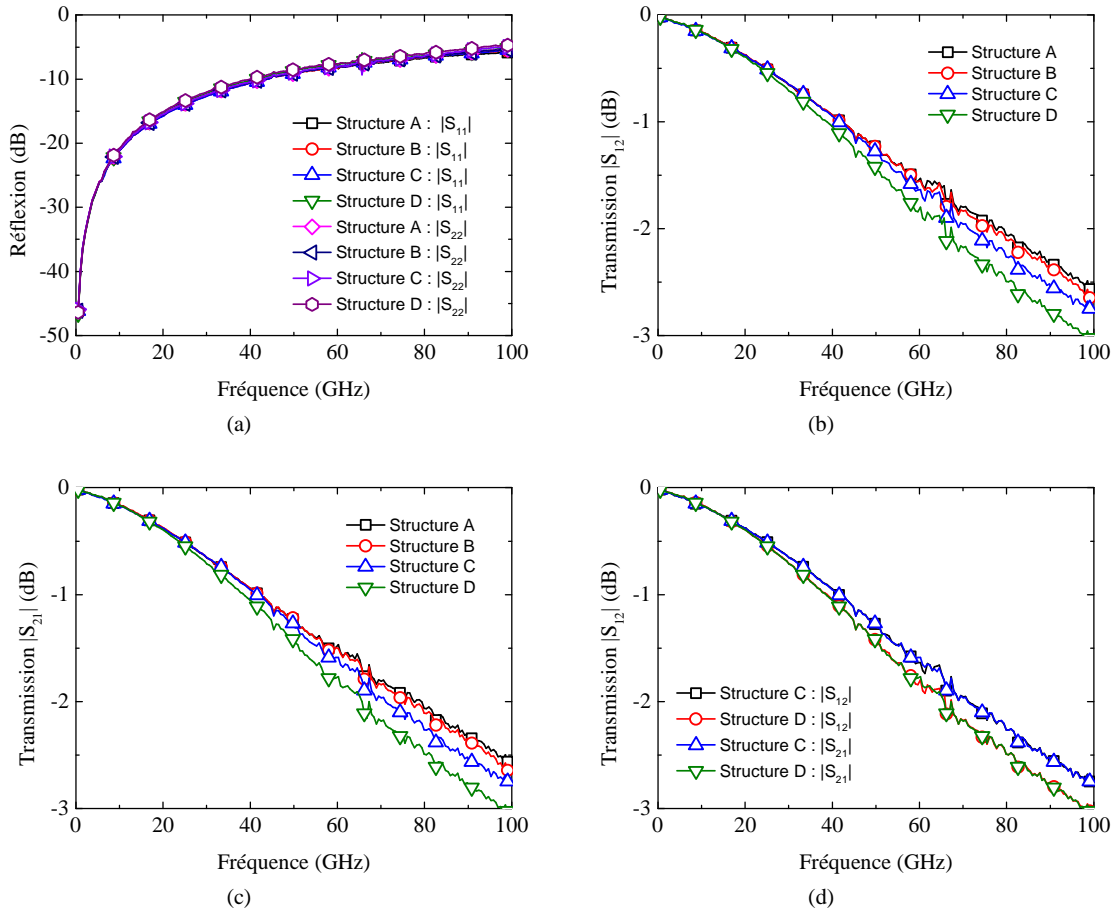 0
-10
-20
-30
-40
-50
Réflexion (dB)
Structure A : |S11|
Structure B : |S11|
Structure C : |S11|
Structure D : |S11|
Structure A : |S22|
Structure B : |S22|
Structure C : |S22|
Structure D : |S22|
0 20 40 60 80 100
Fréquence (GHz)
(a)
0
-1
-2
-3
Transmission |S12| (dB)
Structure A
Structure B
Structure C
Structure D
0 20 40 60 80 100
Fréquence (GHz)
(b)
0
-1
-2
-3
Transmission |S21| (dB)
Structure A
Structure B
Structure C
Structure D
0 20 40 60 80 100
Fréquence (GHz)
(c)
0
-1
-2
-3
Transmission |S12| (dB)
Structure C : |S12|
Structure D : |S12|
Structure C : |S21|
Structure D : |S21|
0 20 40 60 80 100
Fréquence (GHz)
(d)